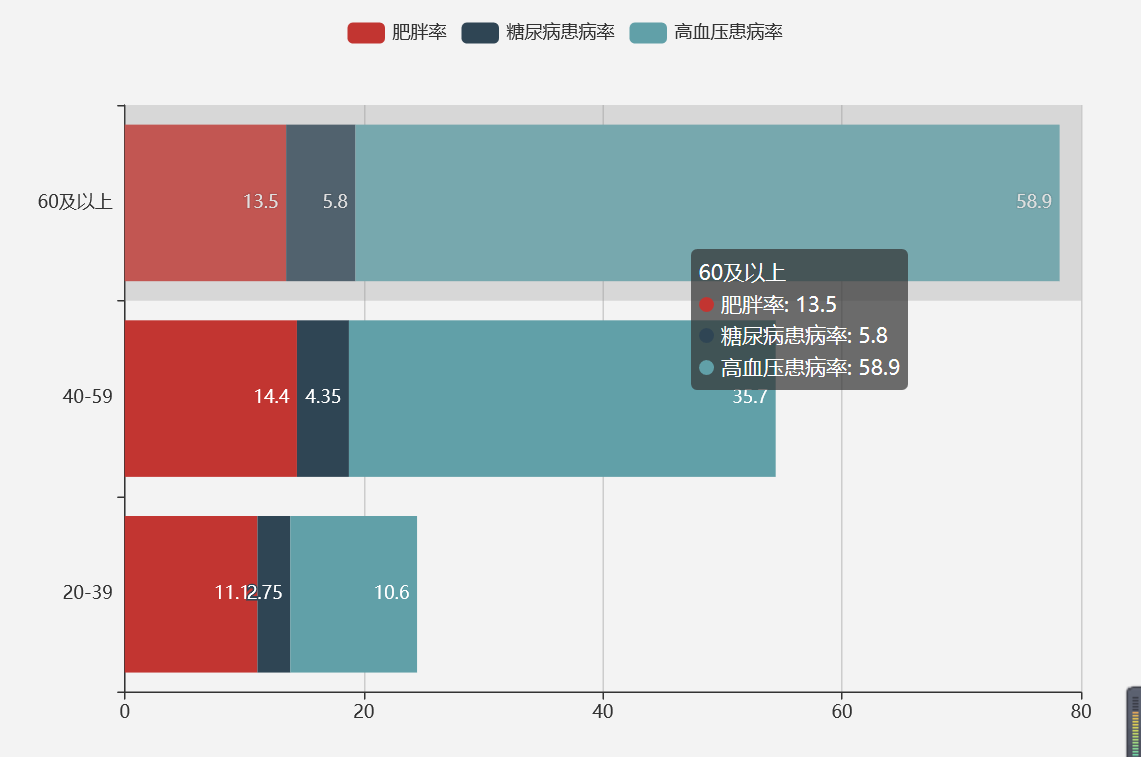 肥胖率 糖尿病患病率 高血压患病率
60及以上 13.5 5.8 58.9
60及以上
肥胖率: 13.5
糖尿病患病率: 5.8
高血压患病率: 58.9
40-59 14.4 4.35 35.7
20-39 2.75 10.6
0 20 40 60 80